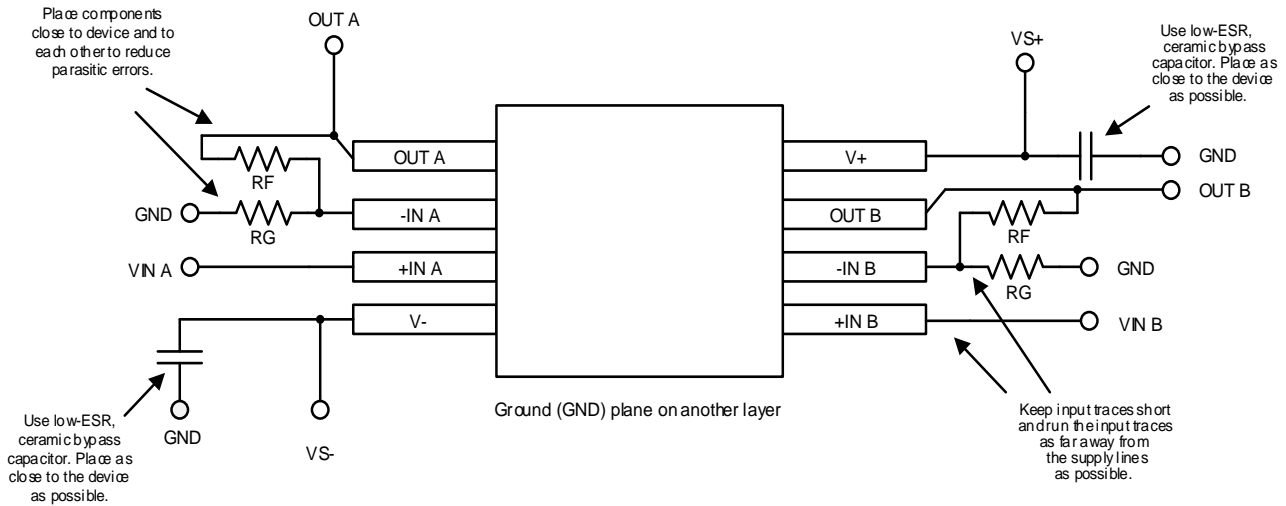 Place components
close to device and to
each other to reduce
parasitic errors.
OUT A
VS+
Use low-ESR,
ceramic bypass
capacitor. Place as
close to the device
as possible.
OUT A
V+
GND
RF
OUT B
GND
-IN A
OUT B
RG
RF
VIN A
+IN A
-IN B
GND
RG
V-
+IN B
VIN B
Ground (GND) plane on another layer
Use low-ESR,
ceramic bypass
capacitor. Place as
close to the device
as possible.
GND
VS-
Keep input traces short
and run the input traces
as far away from
the supply lines
as possible.